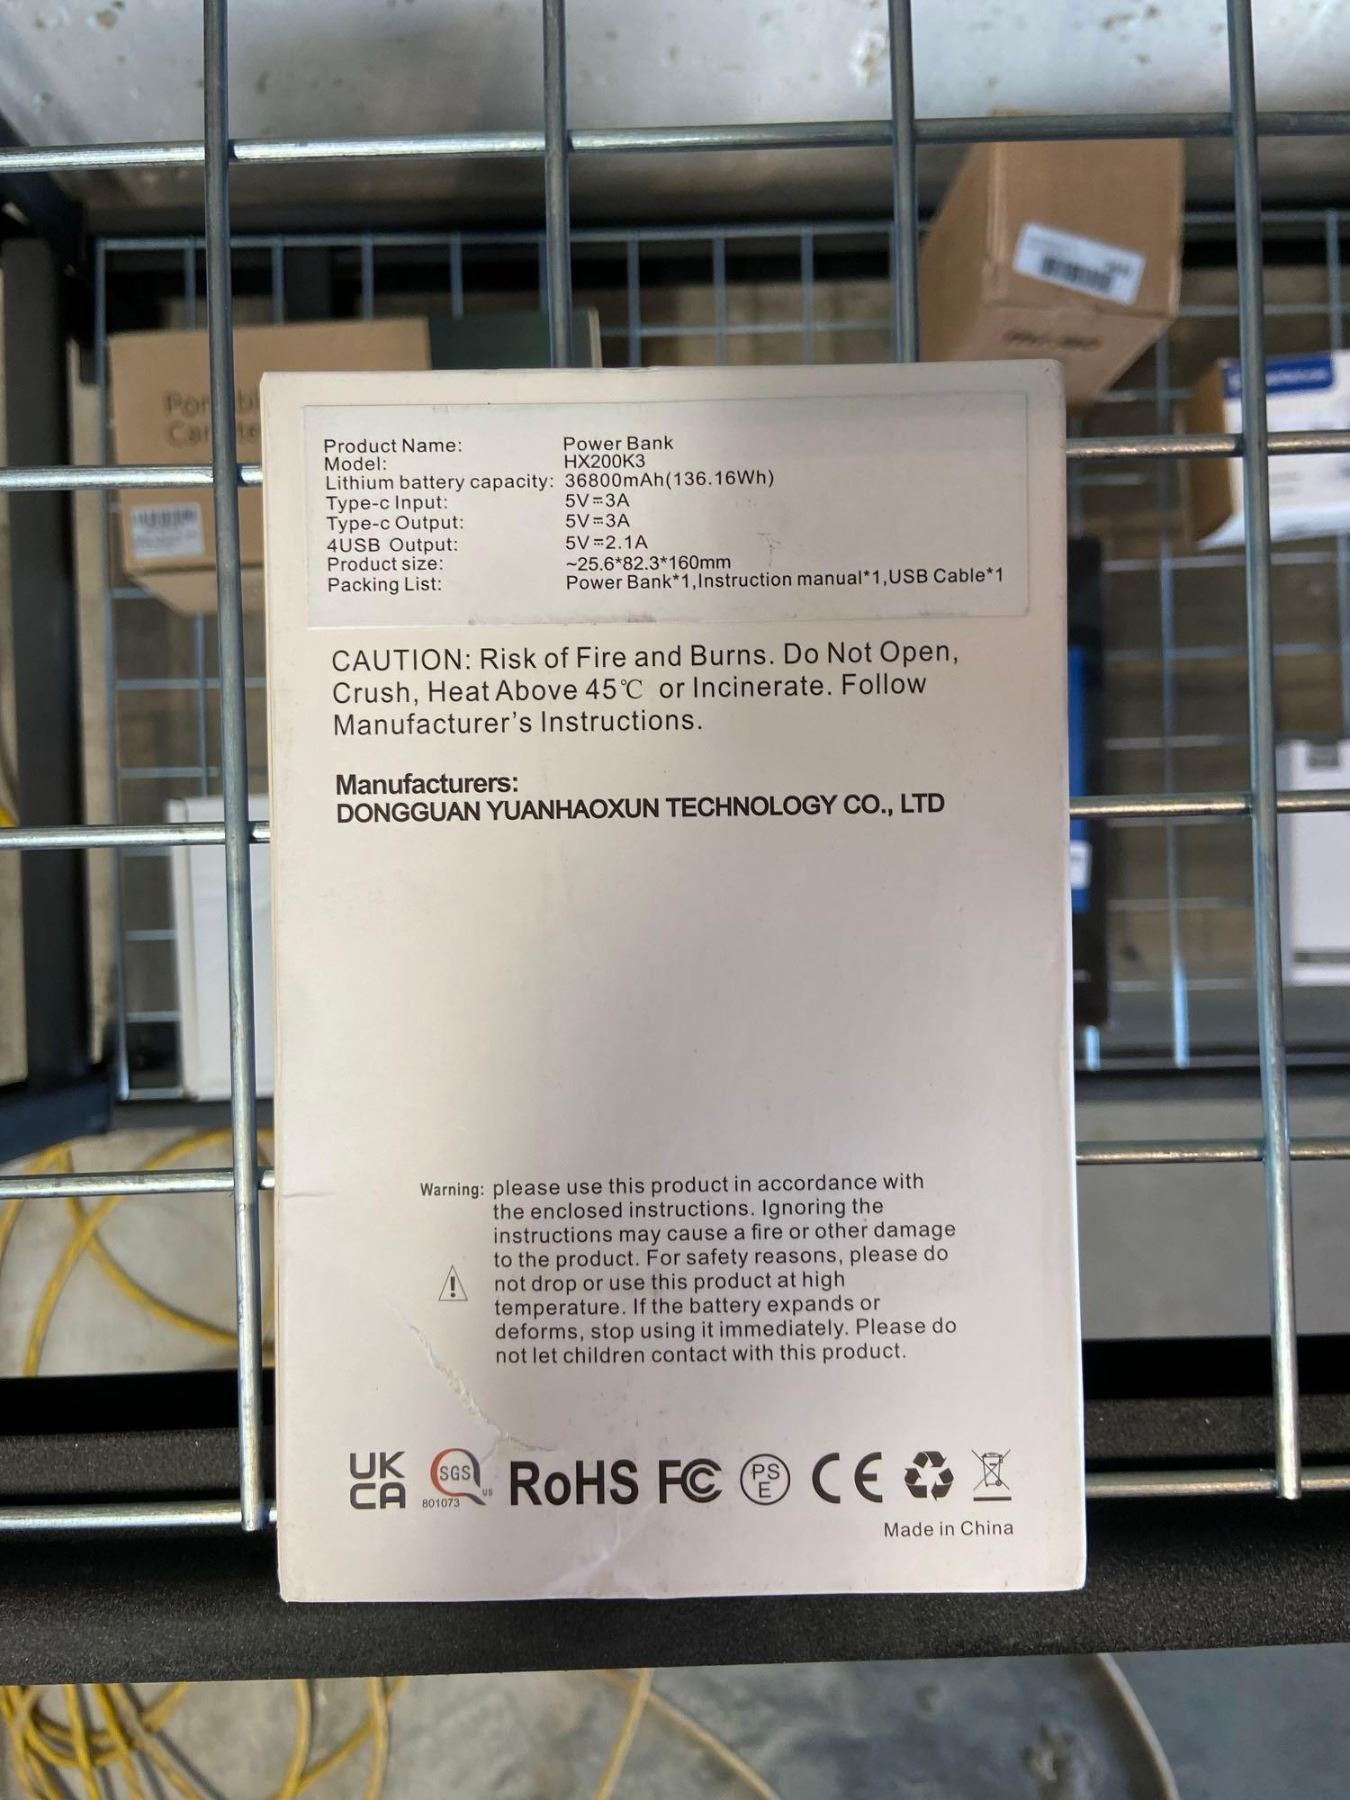 Product Name: Power Bank
Model: HX200K3
Lithium battery capacity: 36800mAh(136.16Wh)
Type-c Input: 5V⎓3A
Type-c Output: 5V⎓3A
4USB Output: 5V⎓2.1A
Product size: ~25.6*82.3*160mm
Packing List: Power Bank*1,Instruction manual*1,USB Cable*1
CAUTION: Risk of Fire and Burns. Do Not Open,
Crush, Heat Above 45℃ or Incinerate. Follow
Manufacturer's Instructions.
Manufacturers:
DONGGUAN YUANHAOXUN TECHNOLOGY CO., LTD
Warning: please use this product in accordance with
the enclosed instructions. Ignoring the
instructions may cause a fire or other damage
to the product. For safety reasons, please do
not drop or use this product at high
temperature. If the battery expands or
deforms, stop using it immediately. Please do
not let children contact with this product.
UK
CA
SGS
US
801073
RoHS FC PS
E
CE
Made in China